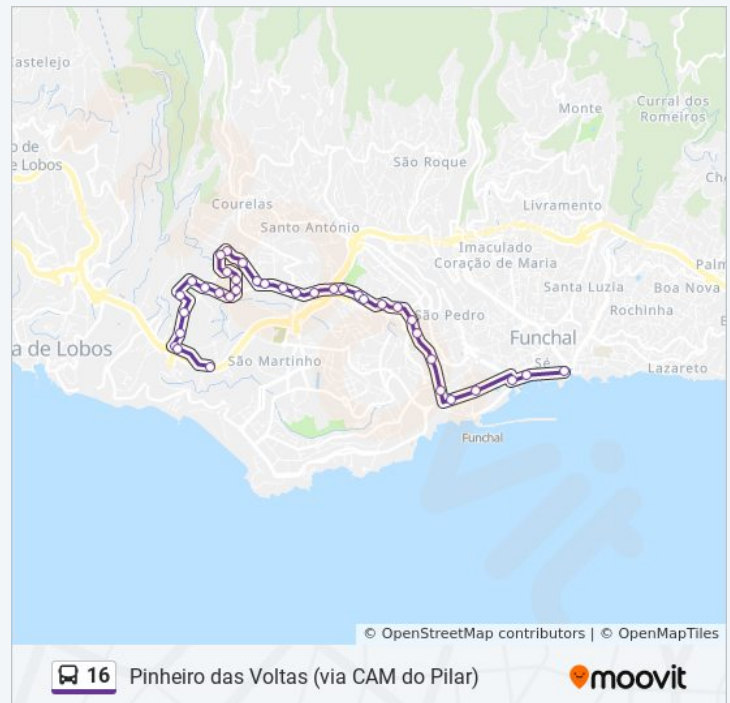 astelejo
Monte
Curral dos
Romeiros
o de
e Lobos
São Roque
Ch
Courelas
Livramento
Santo António
Imaculado
Coração de Maria
Palm
Santa Luzia
Boa Nova
São Pedro
Rochinha
Funchal
a de Lobos
São Martinho
Sé
Lazareto
Funchal
© OpenStreetMap contributors | © OpenMapTiles
16 Pinheiro das Voltas (via CAM do Pilar)
moovit